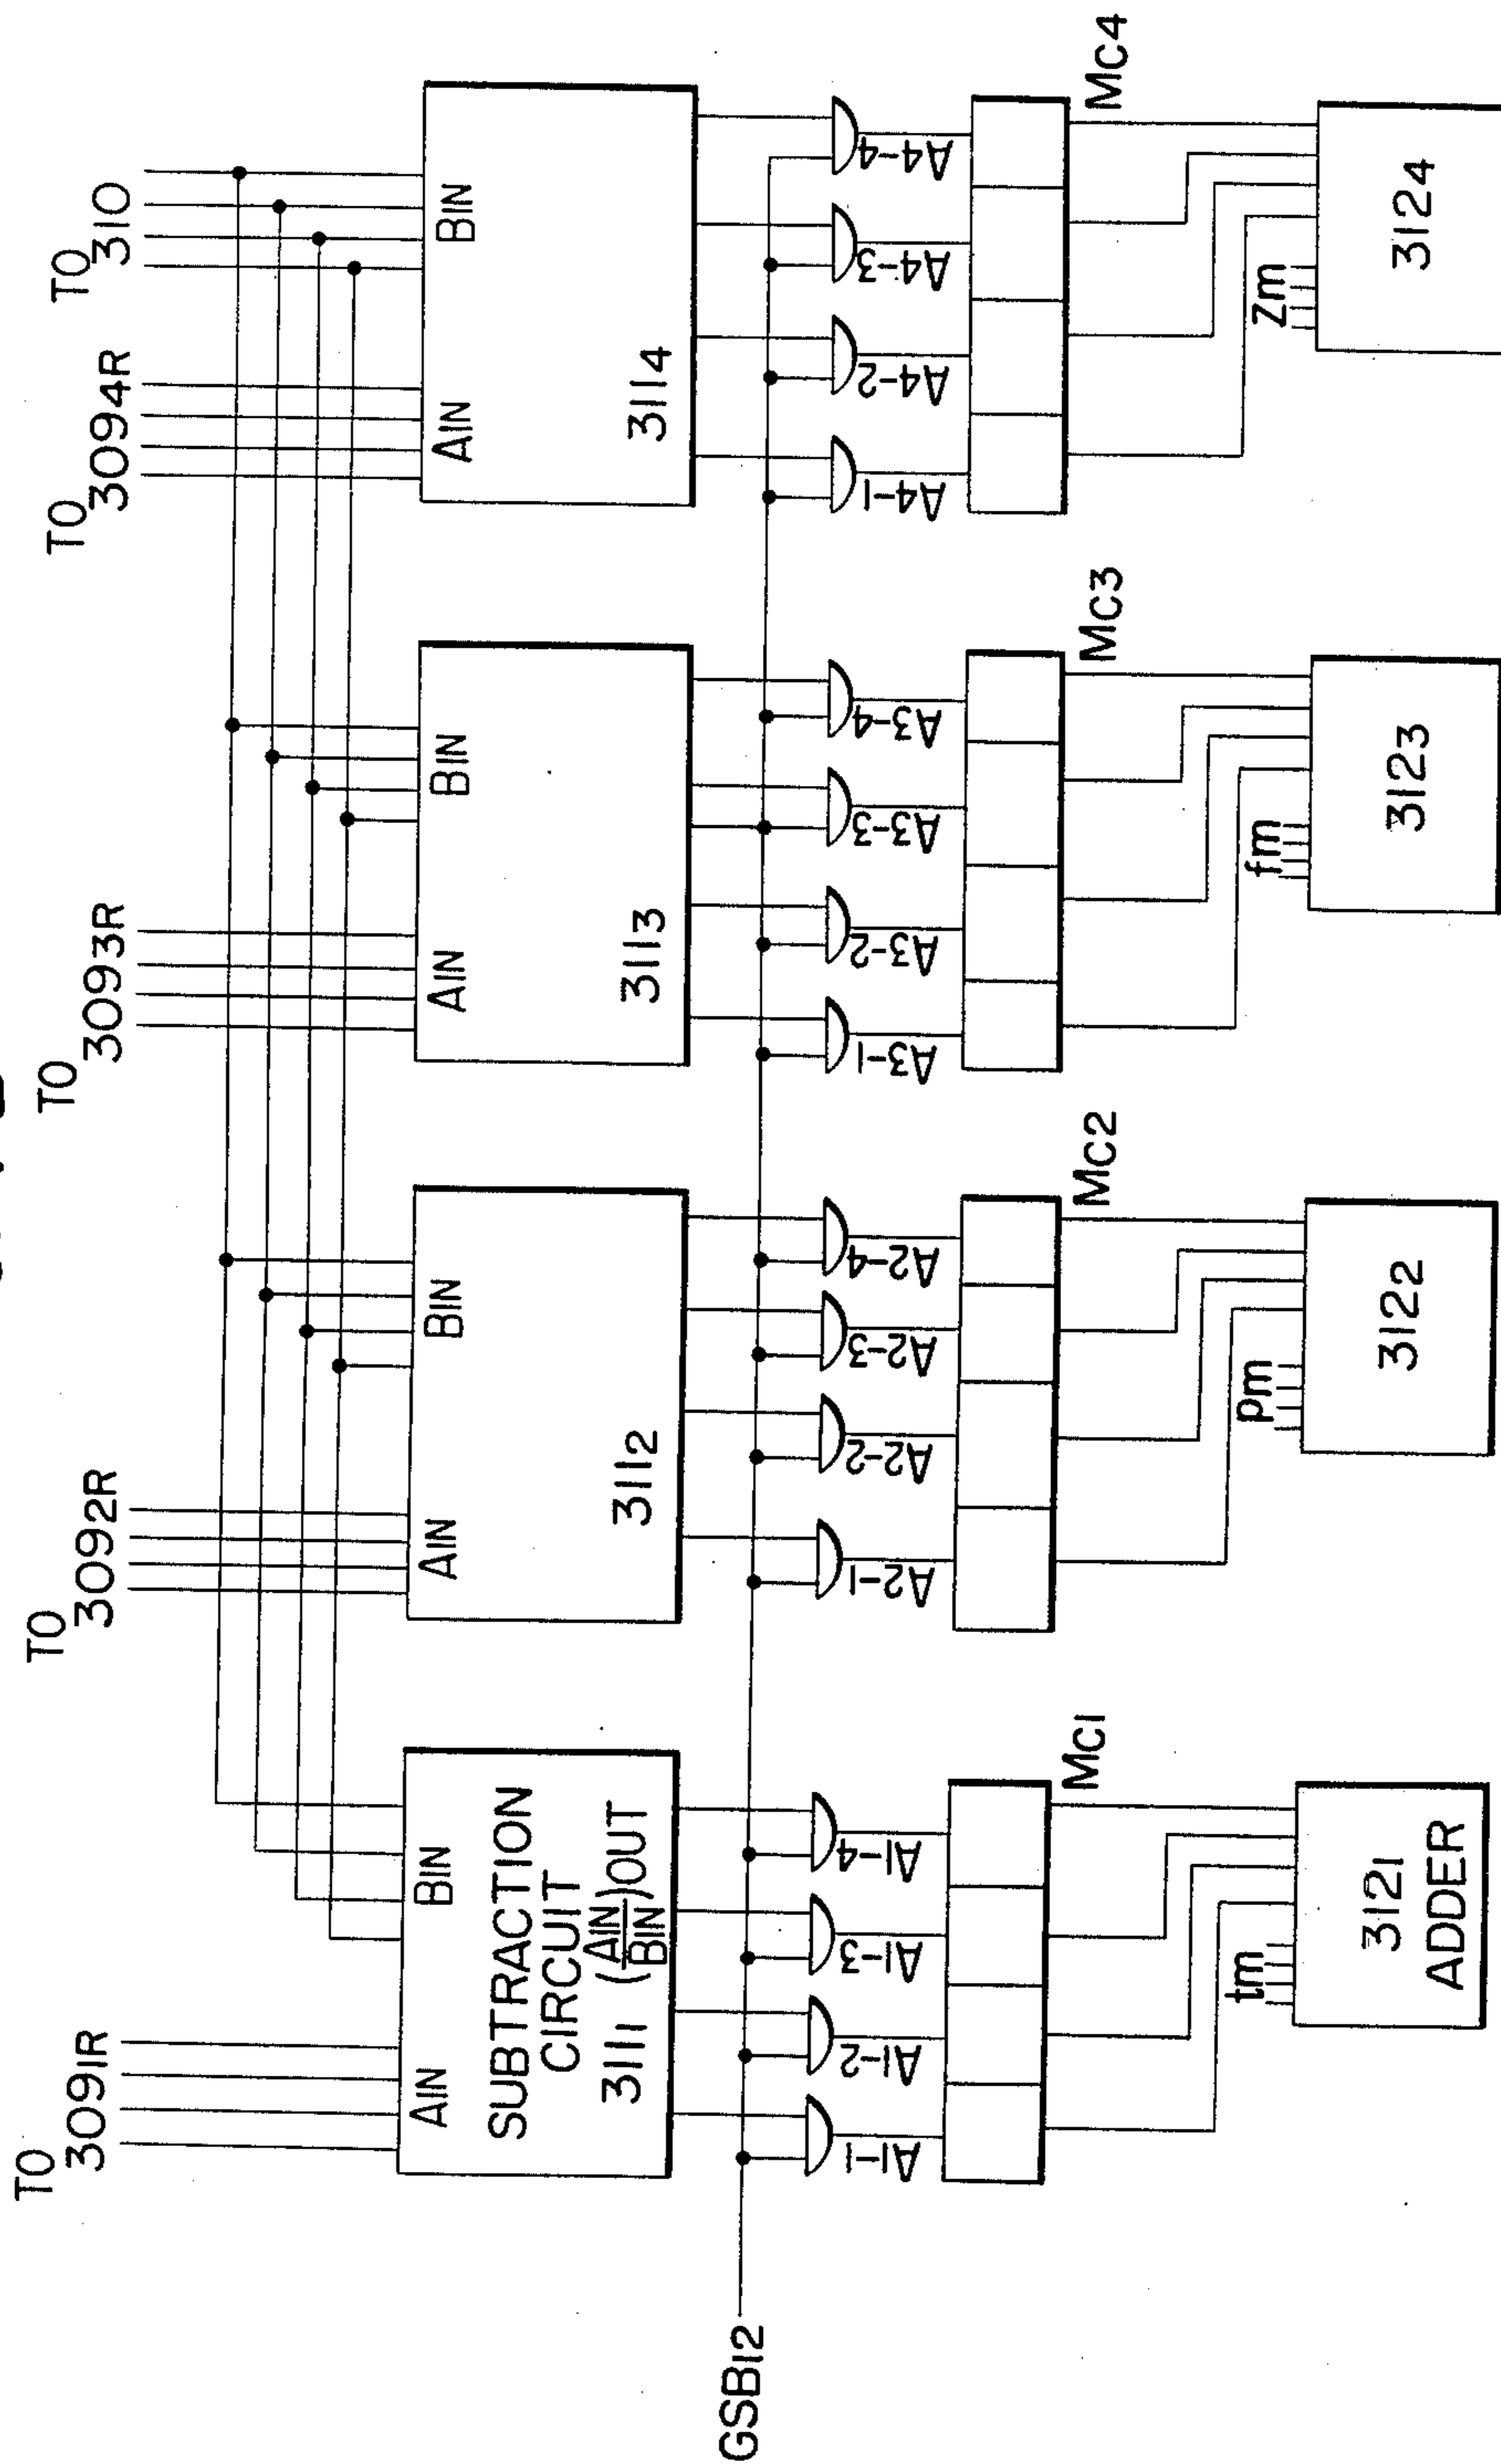 TO
309₁R
TO
309₂R
TO
309₃R
TO
309₄R
TO
310
AIN
BIN
SUBTRACTION
CIRCUIT
311₁ (AIN/BIN)OUT
AIN
BIN
311₂
AIN
BIN
311₃
AIN
BIN
311₄
GSB12
A1-1
A1-2
A1-3
A1-4
A2-1
A2-2
A2-3
A2-4
A3-1
A3-2
A3-3
A3-4
A4-1
A4-2
A4-3
A4-4
MC1
MC2
MC3
MC4
tm
312₁
ADDER
pm
312₂
fm
312₃
Zm
312₄